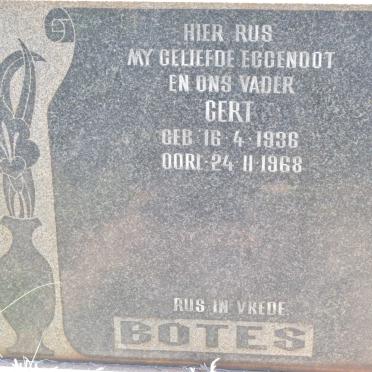 HIER RUS
MY GELIEFDE EGGENOOT
EN ONS VADER
GERT
GEB. 16·4·1936
OORL·24·11·1968
RUS IN VREDE
BOTES